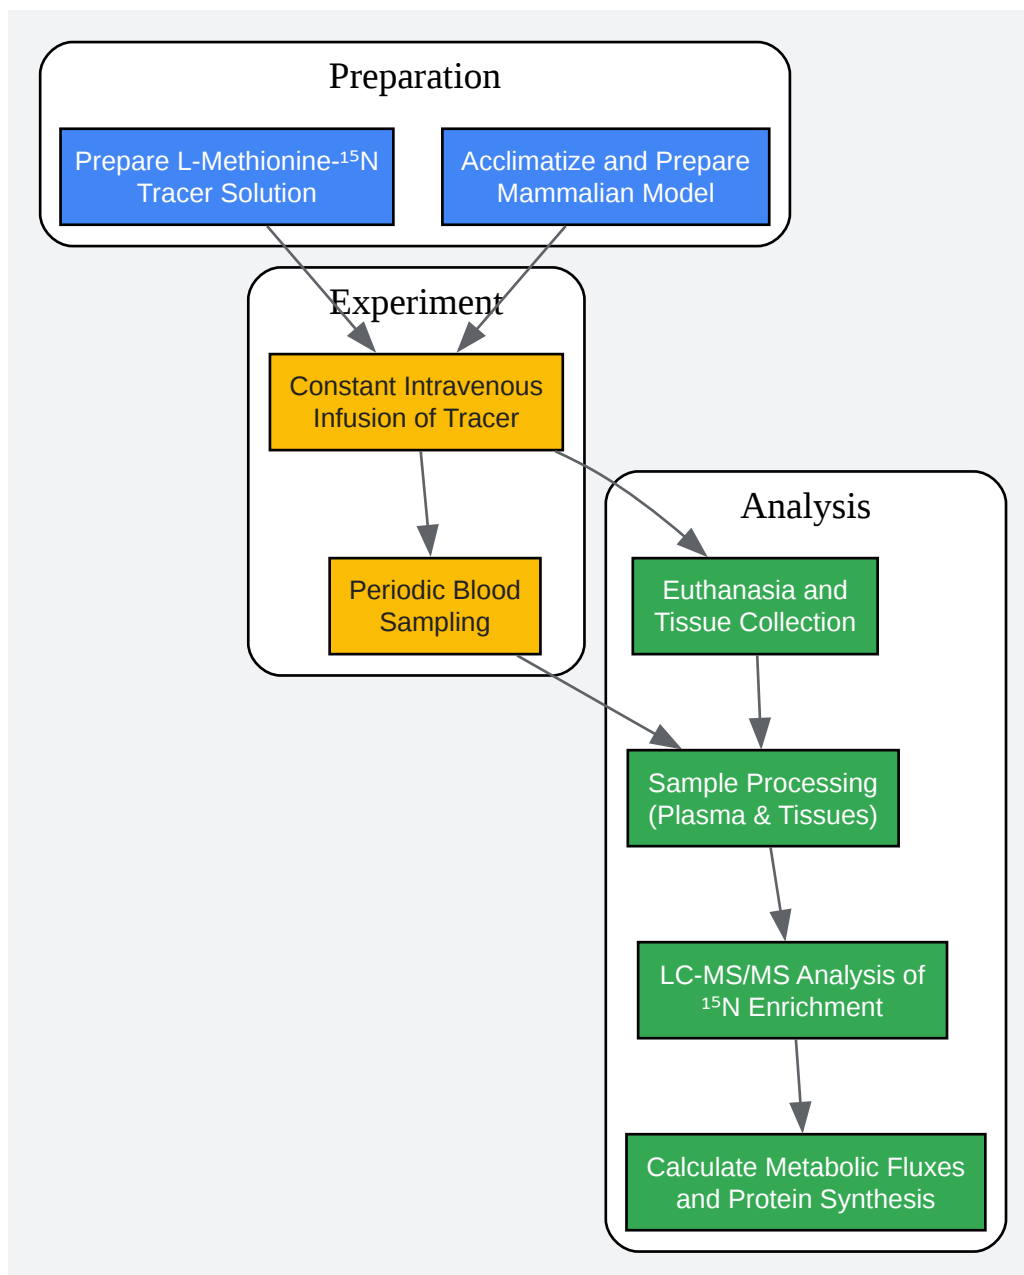 Preparation
Prepare L-Methionine-¹⁵N
Tracer Solution
Acclimatize and Prepare
Mammalian Model
Experiment
Constant Intravenous
Infusion of Tracer
Periodic Blood
Sampling
Analysis
Euthanasia and
Tissue Collection
Sample Processing
(Plasma & Tissues)
LC-MS/MS Analysis of
¹⁵N Enrichment
Calculate Metabolic Fluxes
and Protein Synthesis